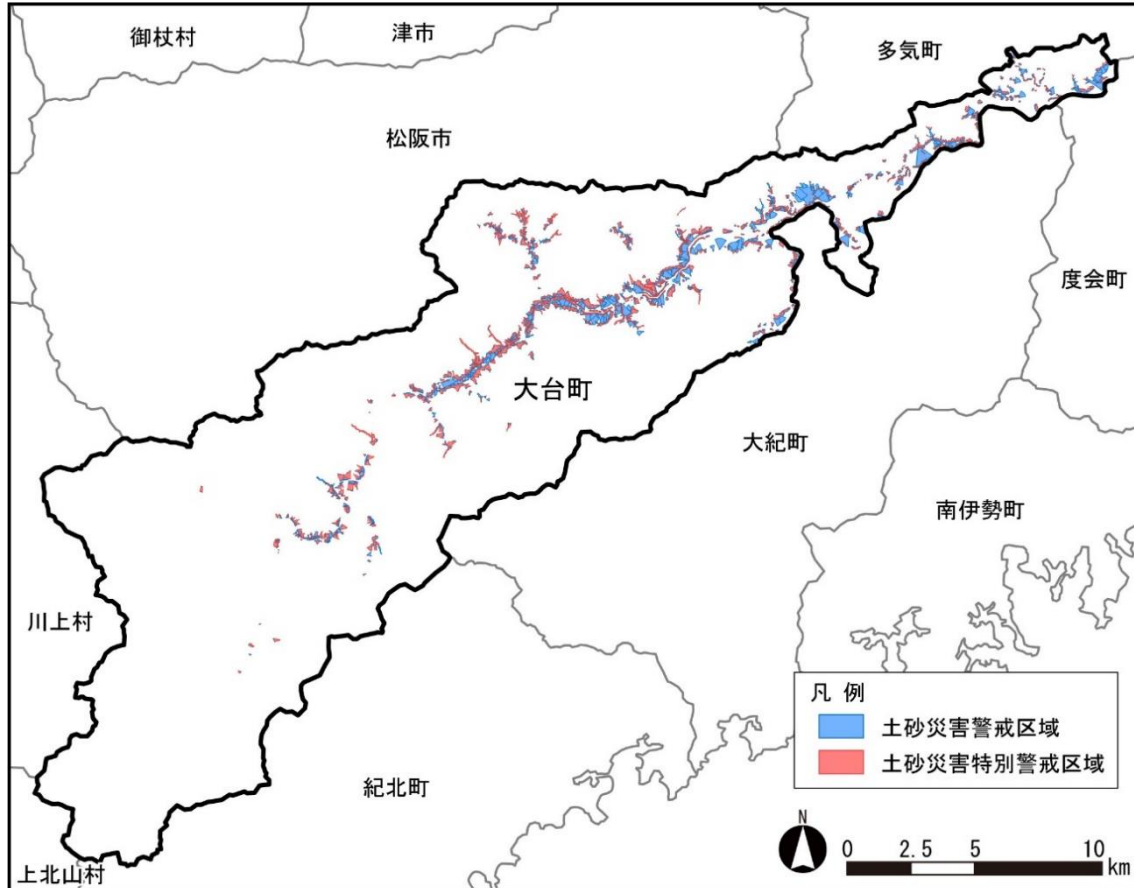 御杖村
津市
多気町
松阪市
度会町
大台町
大紀町
南伊勢町
川上村
凡 例
土砂災害警戒区域
土砂災害特別警戒区域
紀北町
上北山村
N
0 2.5 5 10
km